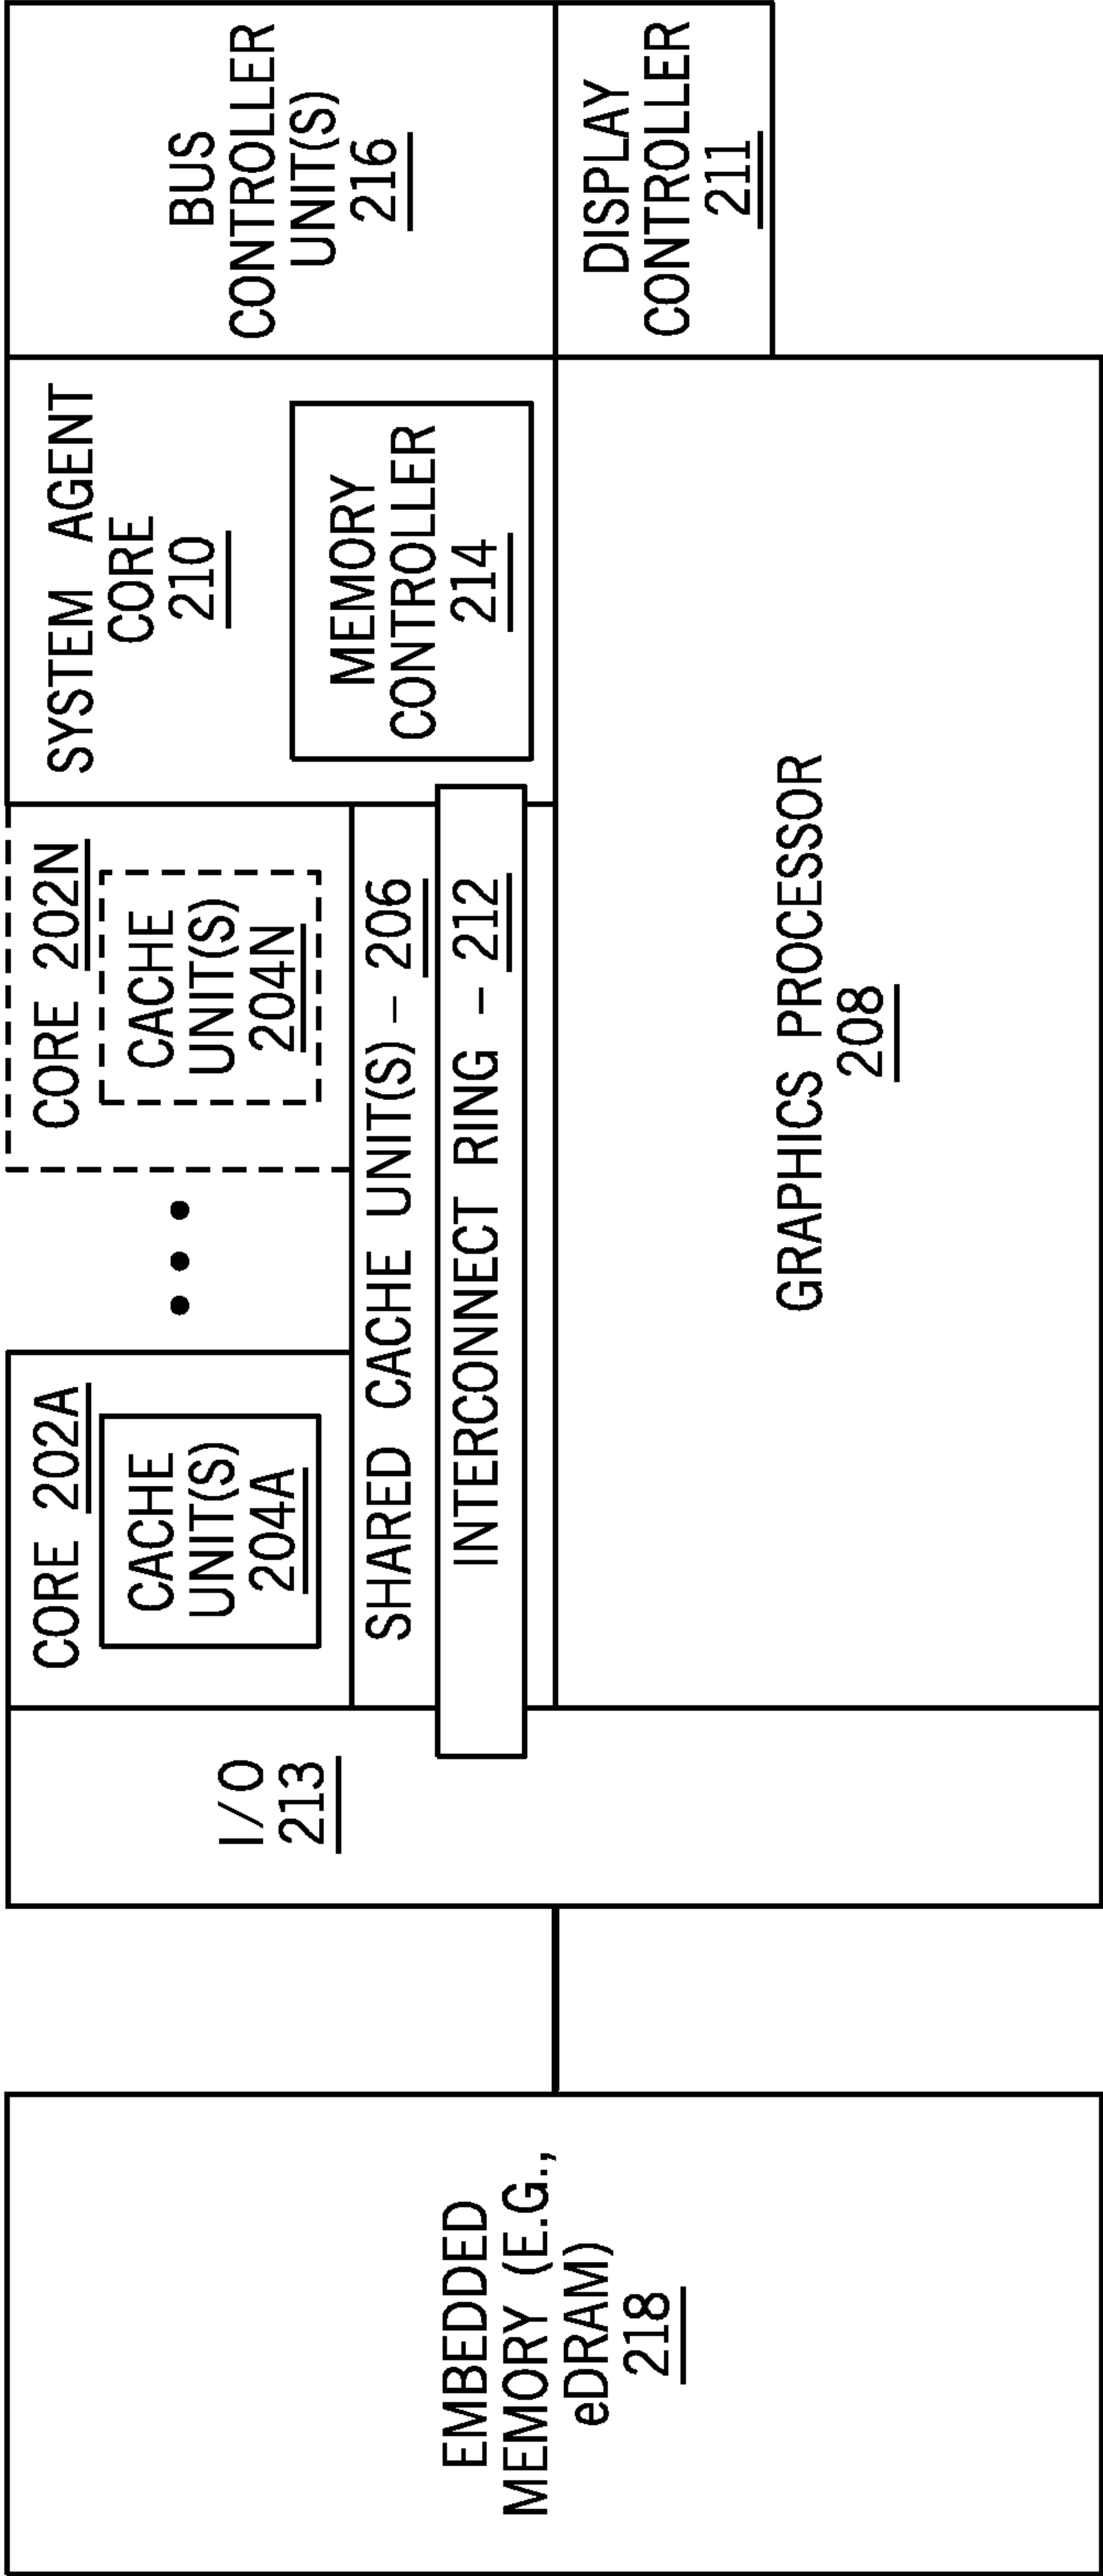 EMBEDDED
MEMORY (E.G.,
eDRAM)
218
I/O
213
CORE 202A
CACHE
UNIT(S)
204A
CORE 202N
CACHE
UNIT(S)
204N
SHARED CACHE UNIT(S) - 206
INTERCONNECT RING - 212
SYSTEM AGENT
CORE
210
MEMORY
CONTROLLER
214
BUS
CONTROLLER
UNIT(S)
216
GRAPHICS PROCESSOR
208
DISPLAY
CONTROLLER
211